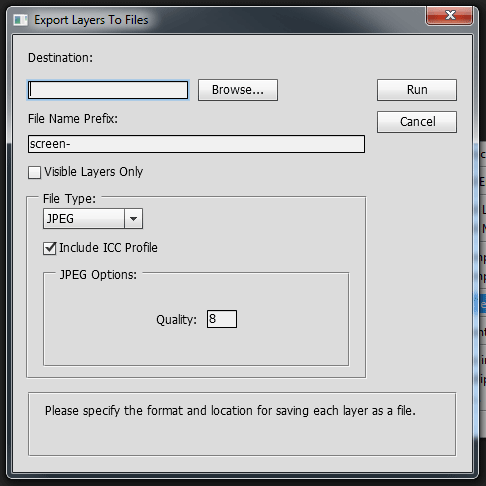 Export Layers To Files
Destination:
Browse...
Run
File Name Prefix:
Cancel
screen-
Visible Layers Only
File Type:
JPEG
Include ICC Profile
JPEG Options:
Quality: 8
Please specify the format and location for saving each layer as a file.